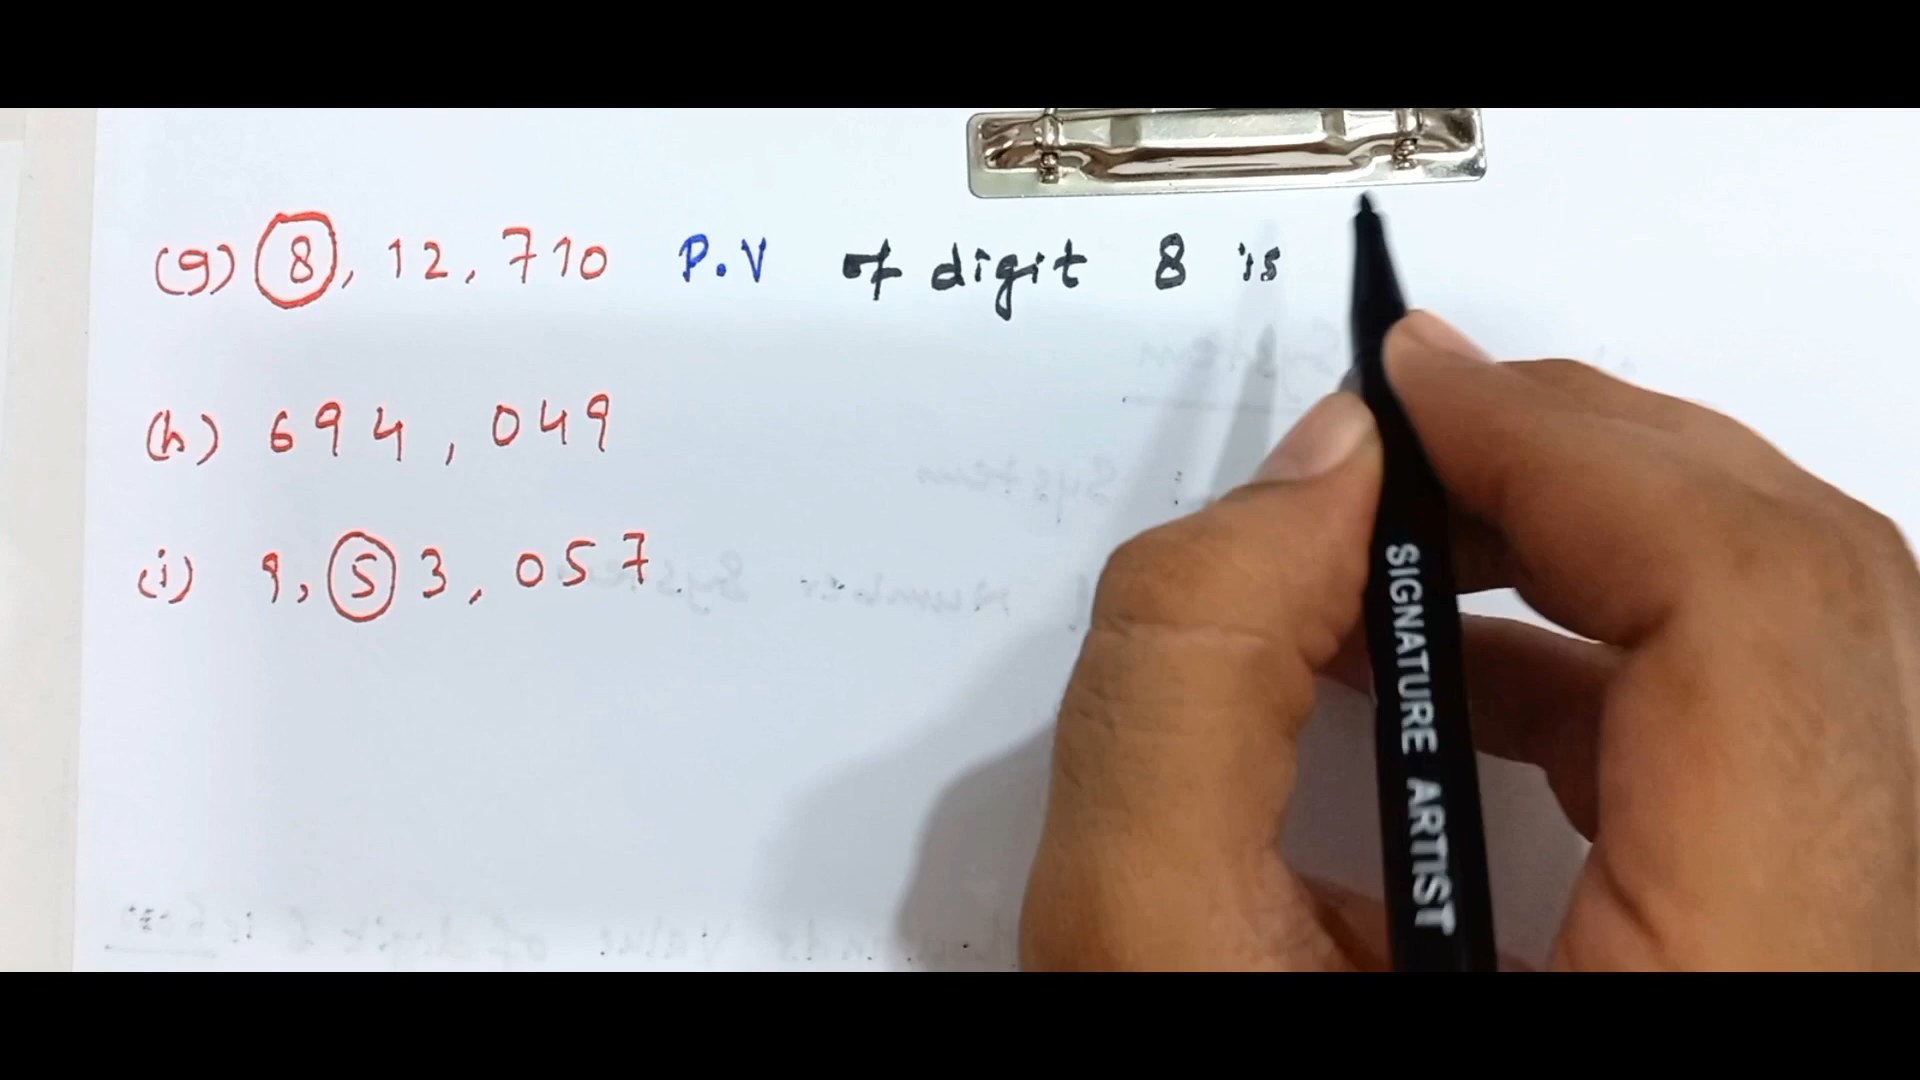 (g) 8, 12, 710 P.V of digit 8 is
(h) 694, 049
(i) 9, 53, 057
SIGNATURE ARTIST